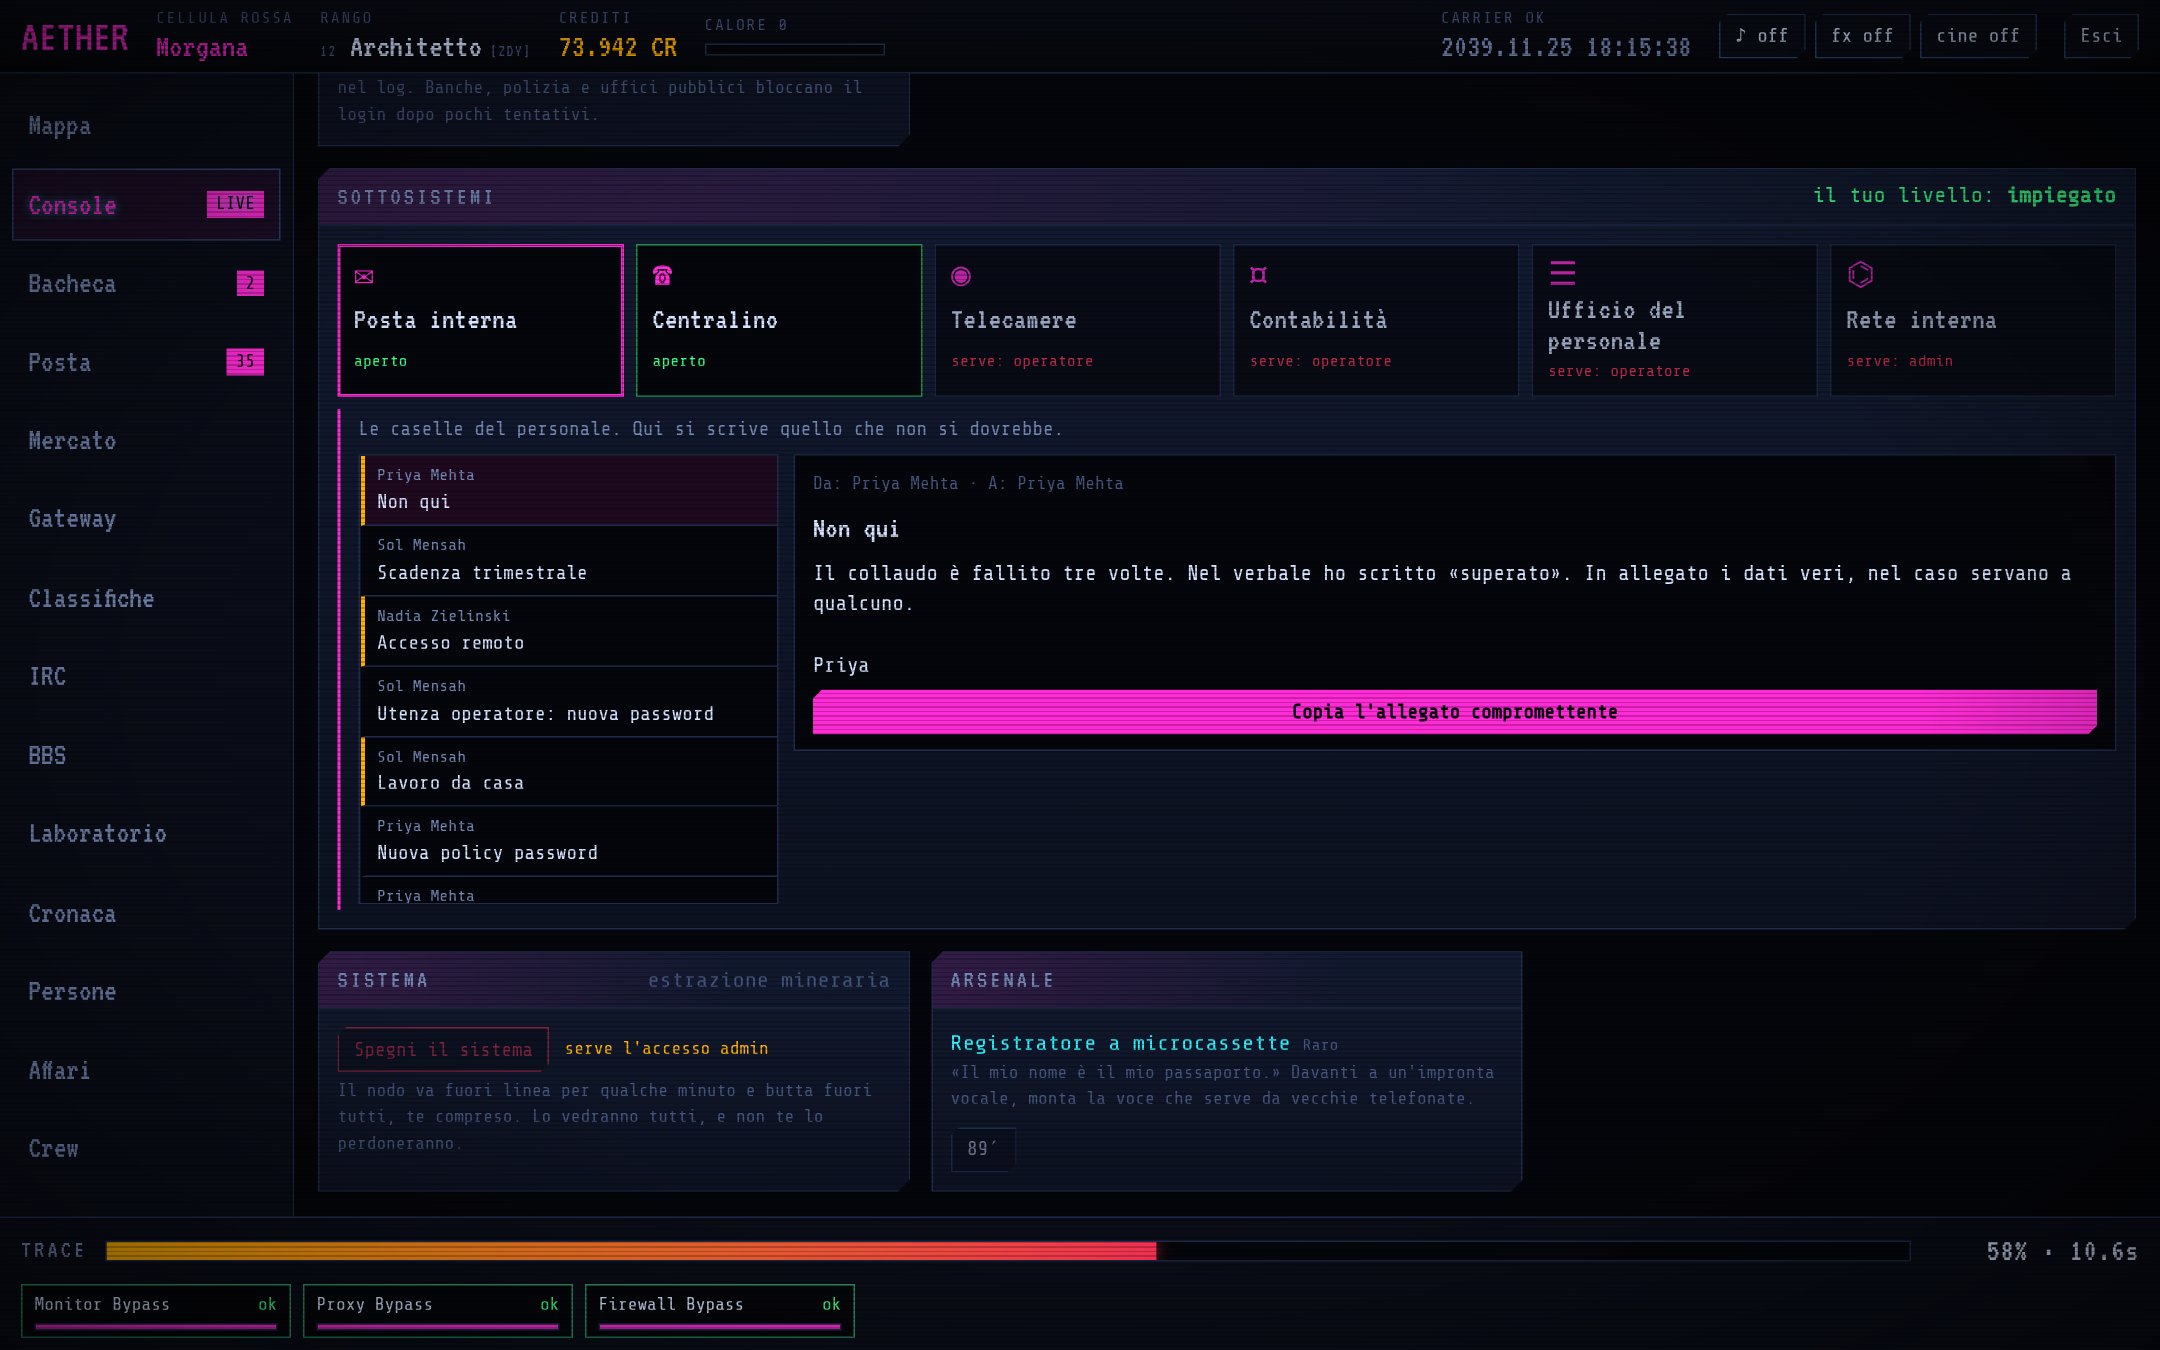 AETHER
CELLULA ROSSA
Morgana
RANGO
12 Architetto [ZDY]
CREDITI
73.942 CR
CALORE 0
CARRIER OK
2039.11.25 18:15:38
♪ off
fx off
cine off
Esci
Mappa
Console LIVE
Bacheca 2
Posta 35
Mercato
Gateway
Classifiche
IRC
BBS
Laboratorio
Cronaca
Persone
Affari
Crew
nel log. Banche, polizia e uffici pubblici bloccano il
login dopo pochi tentativi.
SOTTOSISTEMI
il tuo livello: impiegato
Posta interna
aperto
Centralino
aperto
Telecamere
serve: operatore
Contabilità
serve: operatore
Ufficio del
personale
serve: operatore
Rete interna
serve: admin
Le caselle del personale. Qui si scrive quello che non si dovrebbe.
Priya Mehta
Non qui
Sol Mensah
Scadenza trimestrale
Nadia Zielinski
Accesso remoto
Sol Mensah
Utenza operatore: nuova password
Sol Mensah
Lavoro da casa
Priya Mehta
Nuova policy password
Priya Mehta
Da: Priya Mehta · A: Priya Mehta
Non qui
Il collaudo è fallito tre volte. Nel verbale ho scritto «superato». In allegato i dati veri, nel caso servano a
qualcuno.
Priya
Copia l'allegato compromettente
SISTEMA
estrazione mineraria
Spegni il sistema
serve l'accesso admin
Il nodo va fuori linea per qualche minuto e butta fuori
tutti, te compreso. Lo vedranno tutti, e non te lo
perdoneranno.
ARSENALE
Registratore a microcassette Raro
«Il mio nome è il mio passaporto.» Davanti a un'impronta
vocale, monta la voce che serve da vecchie telefonate.
89′
TRACE
58% · 10.6s
Monitor Bypass ok
Proxy Bypass ok
Firewall Bypass ok